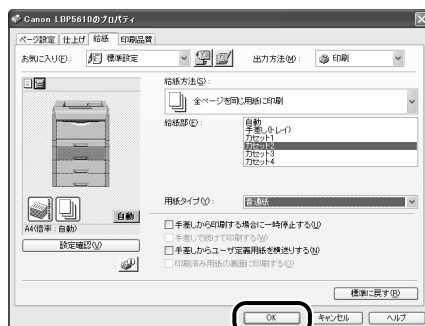 Canon LBP5610のプロパティ
ページ設定 仕上げ 給紙 印刷品質
お気に入り(F): 標準設定 出力方法(M): 印刷
給紙方法(S):
全ページを同じ用紙に印刷
給紙部(E):
自動
手差し(トレイ)
カセット1
カセット2
カセット3
カセット4
用紙タイプ(Y): 普通紙
自動
A4(倍率: 自動)
設定確認(V)
手差しから印刷する場合に一時停止する(U)
手差しで続けて印刷する(W)
手差しからユーザ定義用紙を横送りする(N)
印刷済み用紙の裏面に印刷する(G)
標準に戻す(R)
OK キャンセル ヘルプ